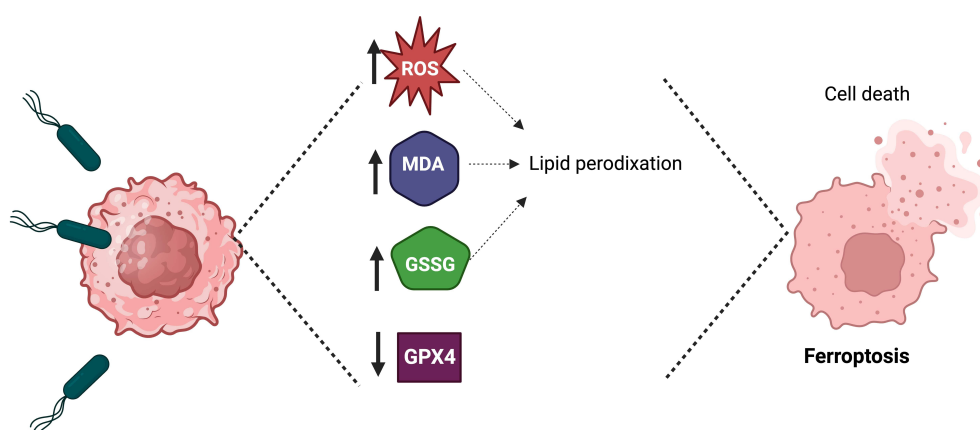 ROS
Cell death
MDA
Lipid perodixation
GSSG
GPX4
Ferroptosis